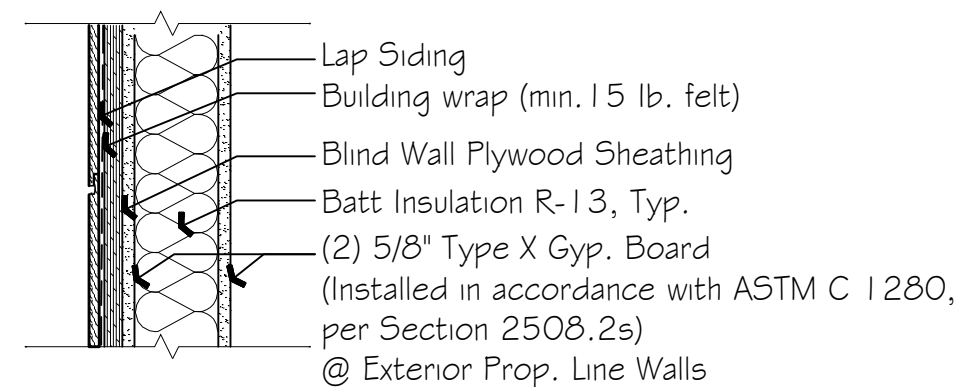 Lap Siding
Building wrap (min.15 lb. felt)
Blind Wall Plywood Sheathing
Batt Insulation R-13, Typ.
(2) 5/8" Type X Gyp. Board
(Installed in accordance with ASTM C 1280,
per Section 2508.2s)
@ Exterior Prop. Line Walls